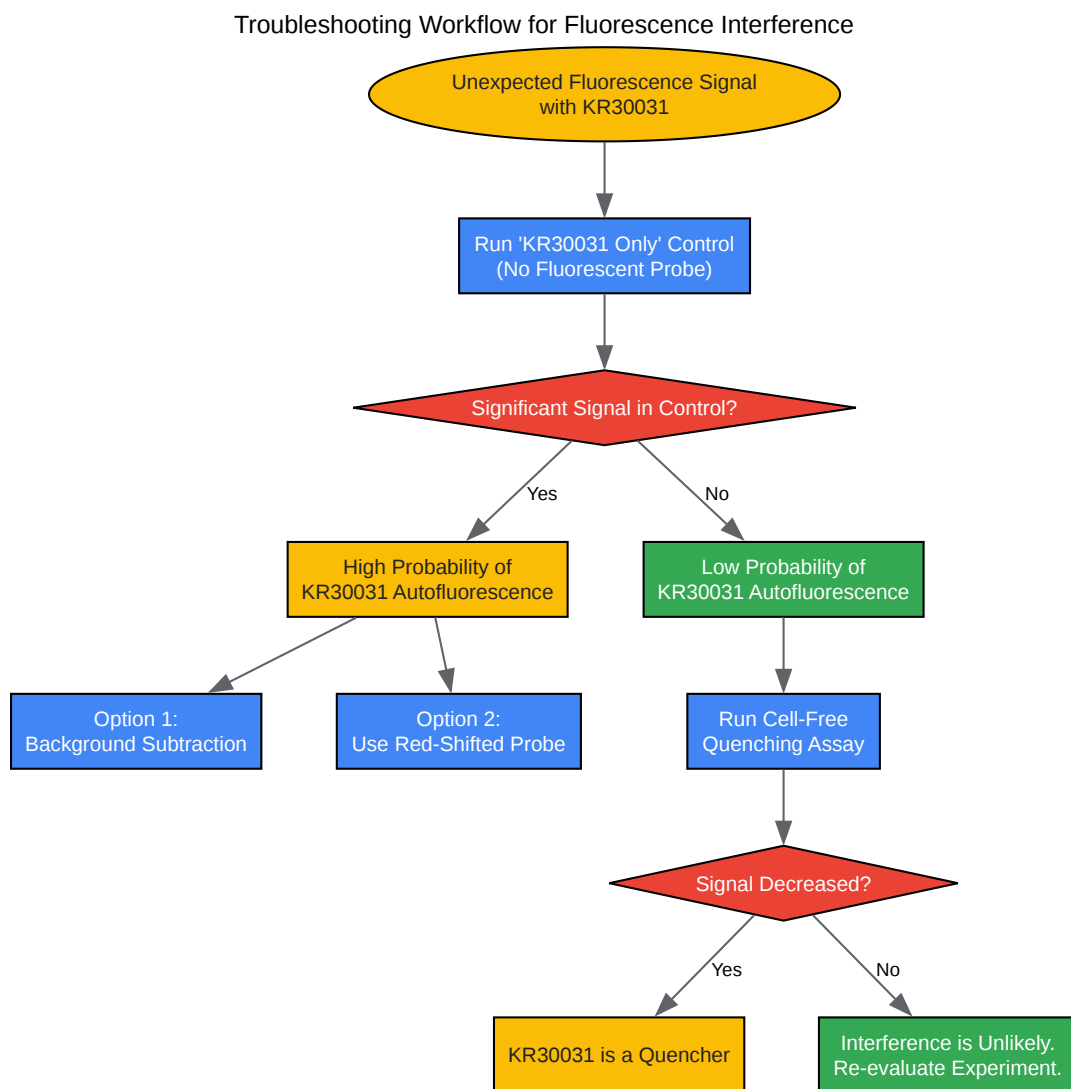 Troubleshooting Workflow for Fluorescence Interference
Unexpected Fluorescence Signal
with KR30031
Run 'KR30031 Only' Control
(No Fluorescent Probe)
Significant Signal in Control?
Yes
No
High Probability of
KR30031 Autofluorescence
Low Probability of
KR30031 Autofluorescence
Option 1:
Background Subtraction
Option 2:
Use Red-Shifted Probe
Run Cell-Free
Quenching Assay
Signal Decreased?
Yes
No
KR30031 is a Quencher
Interference is Unlikely.
Re-evaluate Experiment.